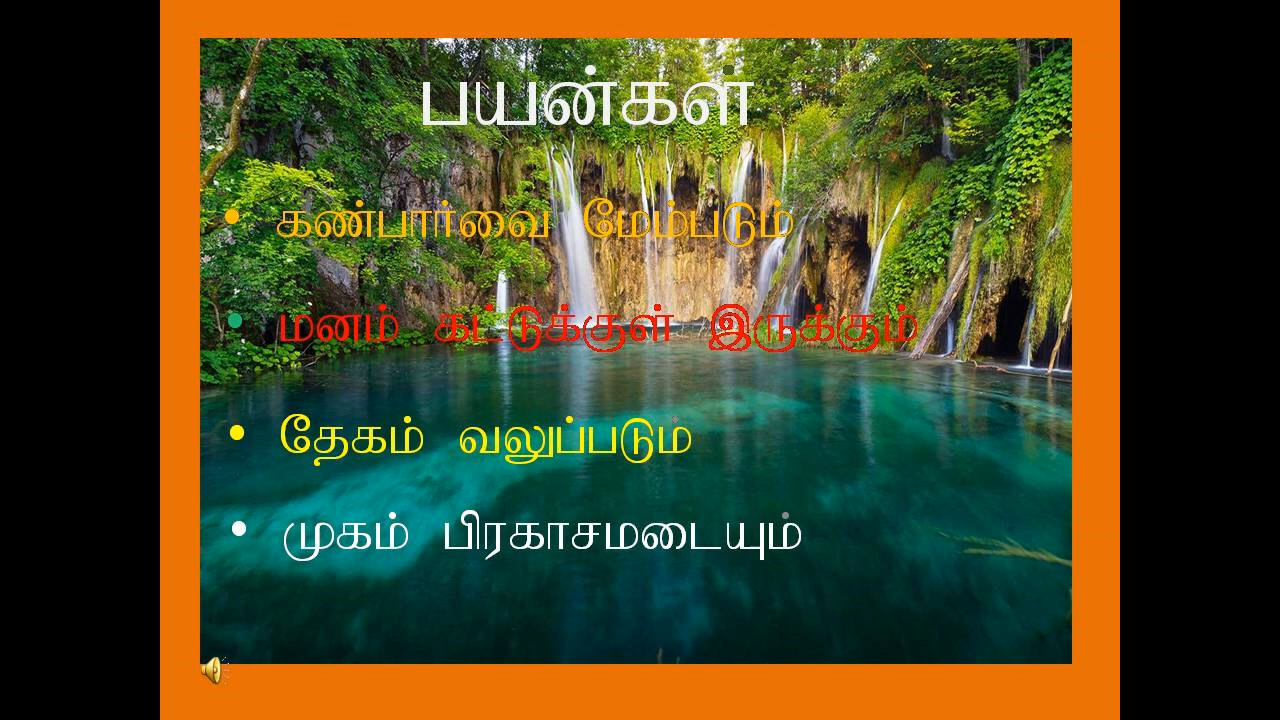 பயன்கள்
• கண்பார்வை மேம்படும்
• மனம் கட்டுக்குள் இருக்கும்
• தேகம் வலுப்படும்
• முகம் பிரகாசமடையும்